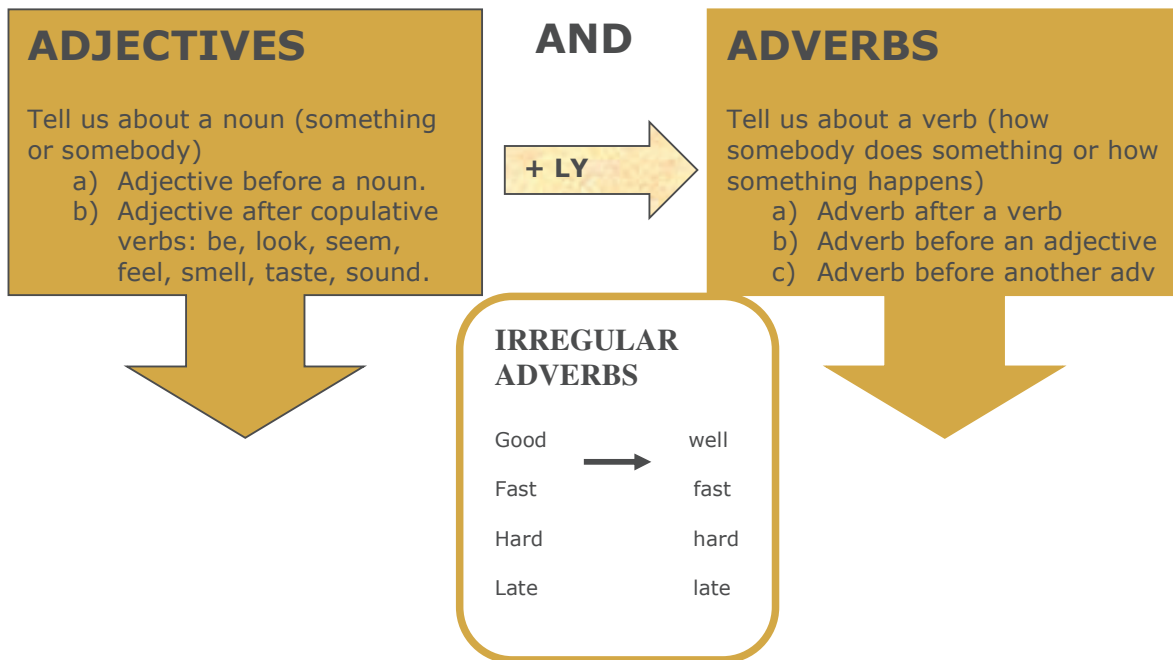 ADJECTIVES
Tell us about a noun (something
or somebody)
a) Adjective before a noun.
b) Adjective after copulative
verbs: be, look, seem,
feel, smell, taste, sound.
AND
+ LY
ADVERBS
Tell us about a verb (how
somebody does something or how
something happens)
a) Adverb after a verb
b) Adverb before an adjective
c) Adverb before another adv
IRREGULAR
ADVERBS
Good well
Fast fast
Hard hard
Late late